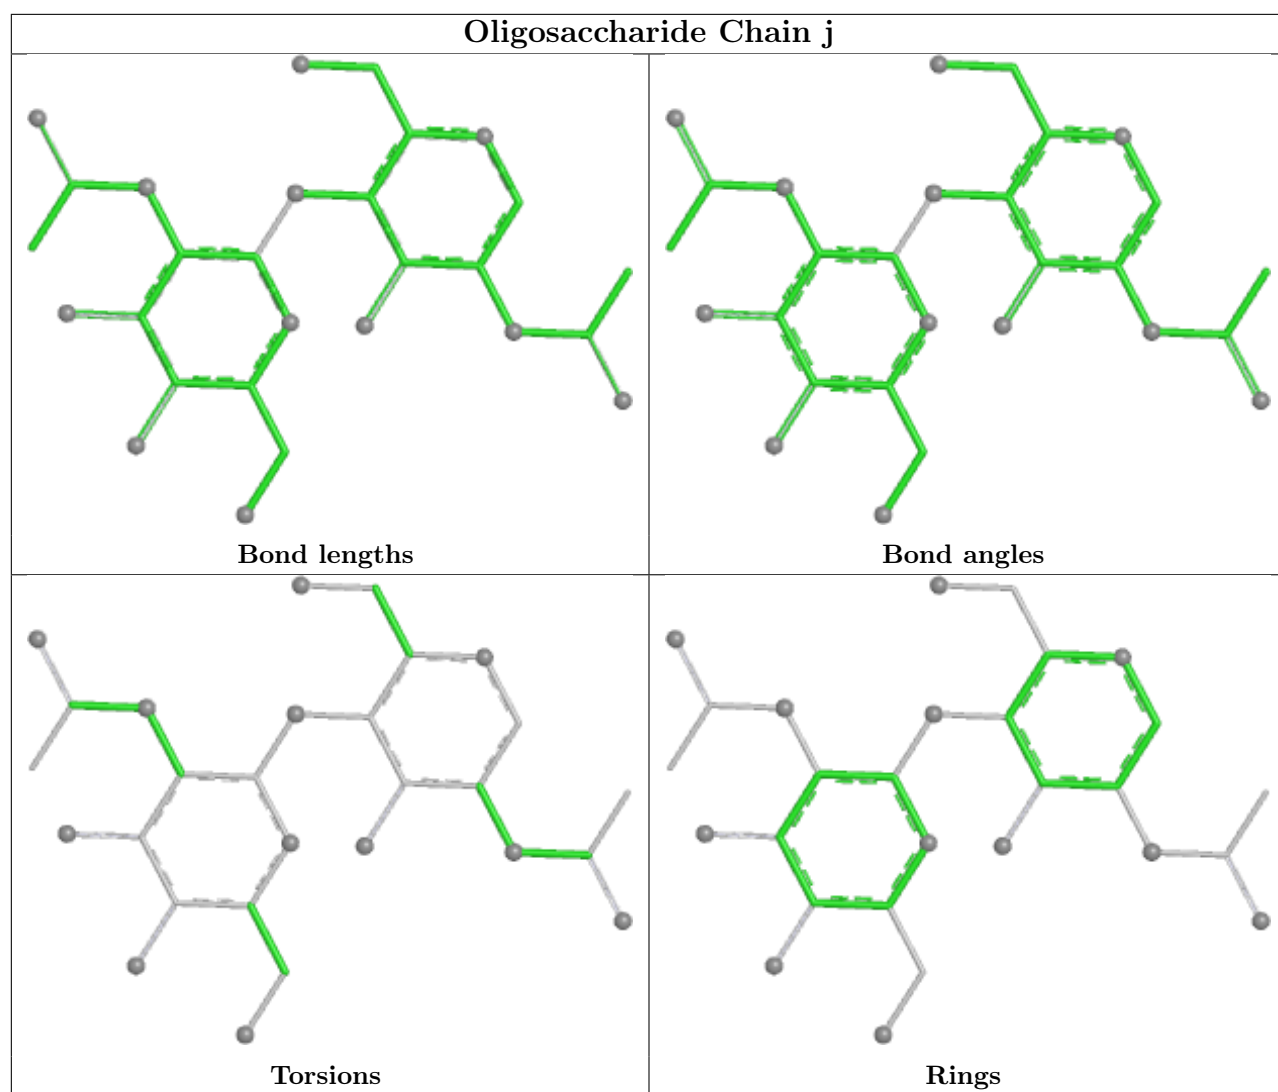 Oligosaccharide Chain j
Bond lengths
Bond angles
Torsions
Rings